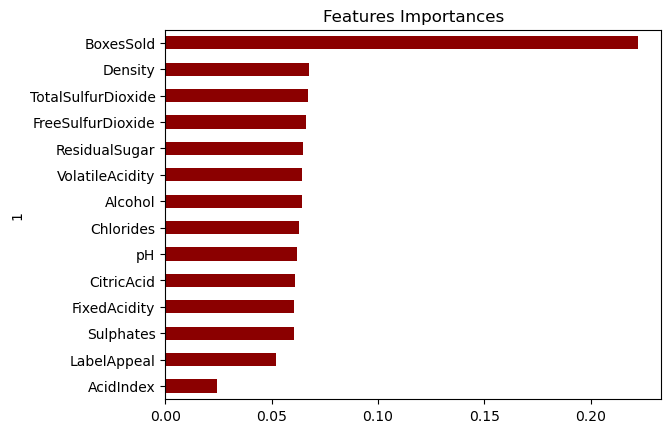 Features Importances
BoxesSold
Density
TotalSulfurDioxide
FreeSulfurDioxide
ResidualSugar
VolatileAcidity
Alcohol
Chlorides
pH
CitricAcid
FixedAcidity
Sulphates
LabelAppeal
AcidIndex
1
0.00 0.05 0.10 0.15 0.20